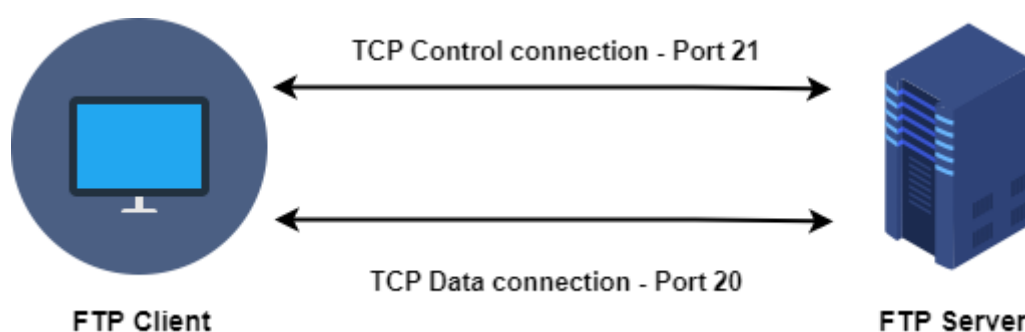 TCP Control connection - Port 21
TCP Data connection - Port 20
FTP Client
FTP Server